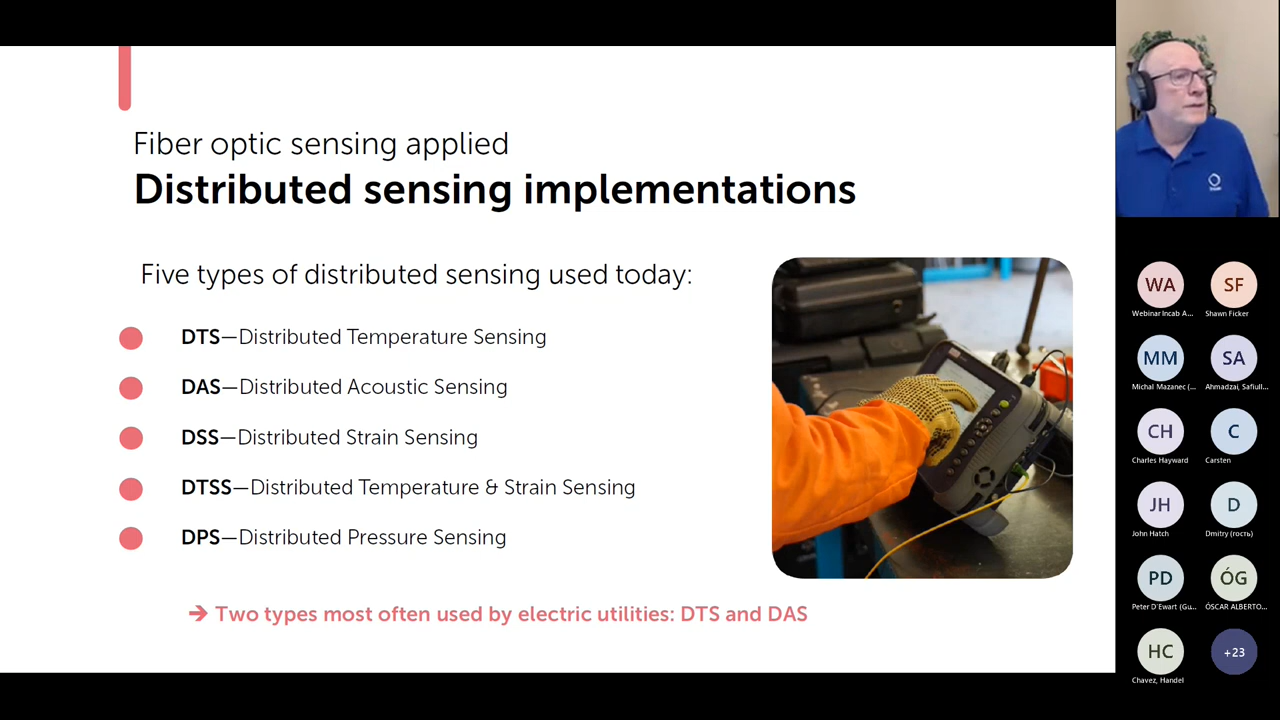 Fiber optic sensing applied
Distributed sensing implementations
Five types of distributed sensing used today:
DTS—Distributed Temperature Sensing
DAS—Distributed Acoustic Sensing
DSS—Distributed Strain Sensing
DTSS—Distributed Temperature & Strain Sensing
DPS—Distributed Pressure Sensing
➔ Two types most often used by electric utilities: DTS and DAS
WA
Webinar Incab A...
SF
Shawn Ficker
MM
Michal Mazanec (...
SA
Ahmadzai, Safiull...
CH
Charles Hayward
C
Carsten
JH
John Hatch
D
Dmitry (гость)
PD
Peter D'Ewart (Gu...
ÓG
ÓSCAR ALBERTO...
HC
Chavez, Handel
+23